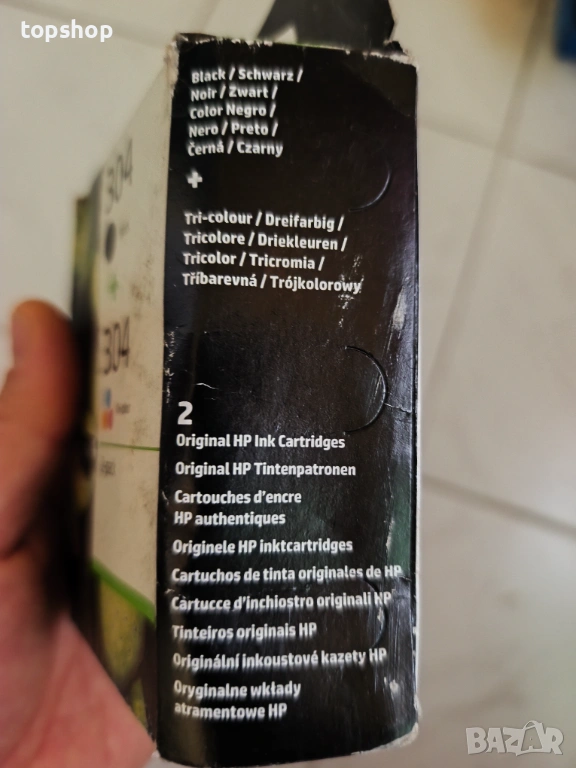 topshop
Black / Schwarz /
Noir / Zwart /
Color Negro /
Nero / Preto /
Černá / Czarny
+
Tri-colour / Dreifarbig /
Tricolore / Driekleuren /
Tricolor / Tricromia /
Tříbarevná / Trójkolorowy
2
Original HP Ink Cartridges
Original HP Tintenpatronen
Cartouches d'encre
HP authentiques
Originele HP inktcartridges
Cartuchos de tinta originales de HP
Cartucce d'inchiostro originali HP
Tinteiros originais HP
Originální inkoustové kazety HP
Oryginalne wkłady
atramentowe HP
304
+
304
BAZAR